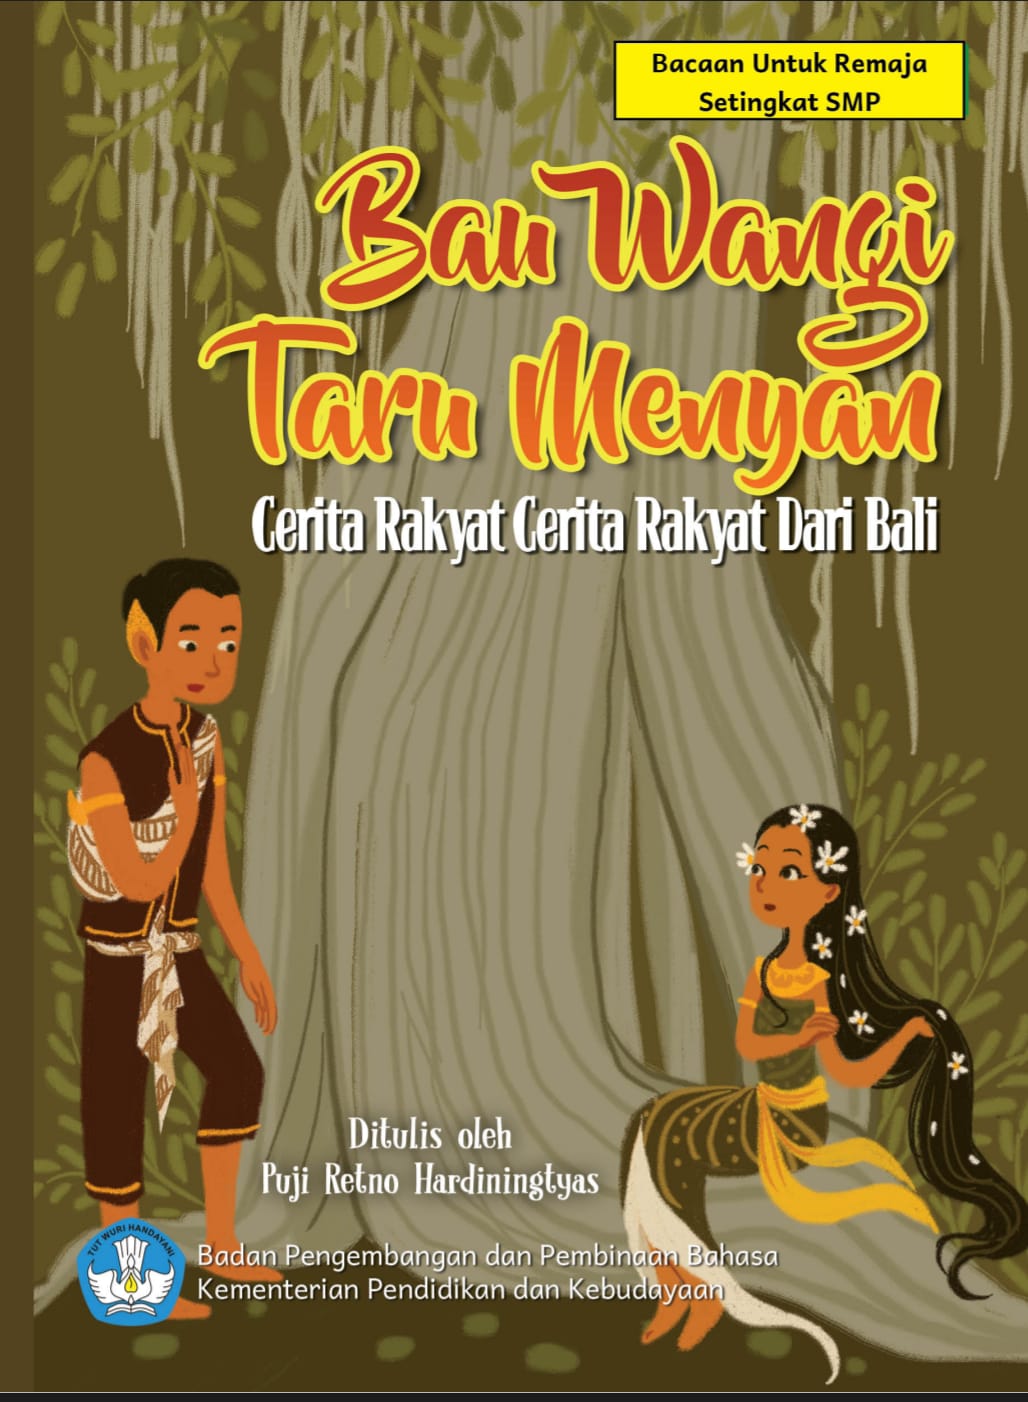 Bacaan Untuk Remaja
Setingkat SMP
Bau Wangi
Taru Menyan
Cerita Rakyat Cerita Rakyat Dari Bali
Ditulis oleh
Puji Retno Hardiningtyas
TUT WURI HANDAYANI
Badan Pengembangan dan Pembinaan Bahasa
Kementerian Pendidikan dan Kebudayaan